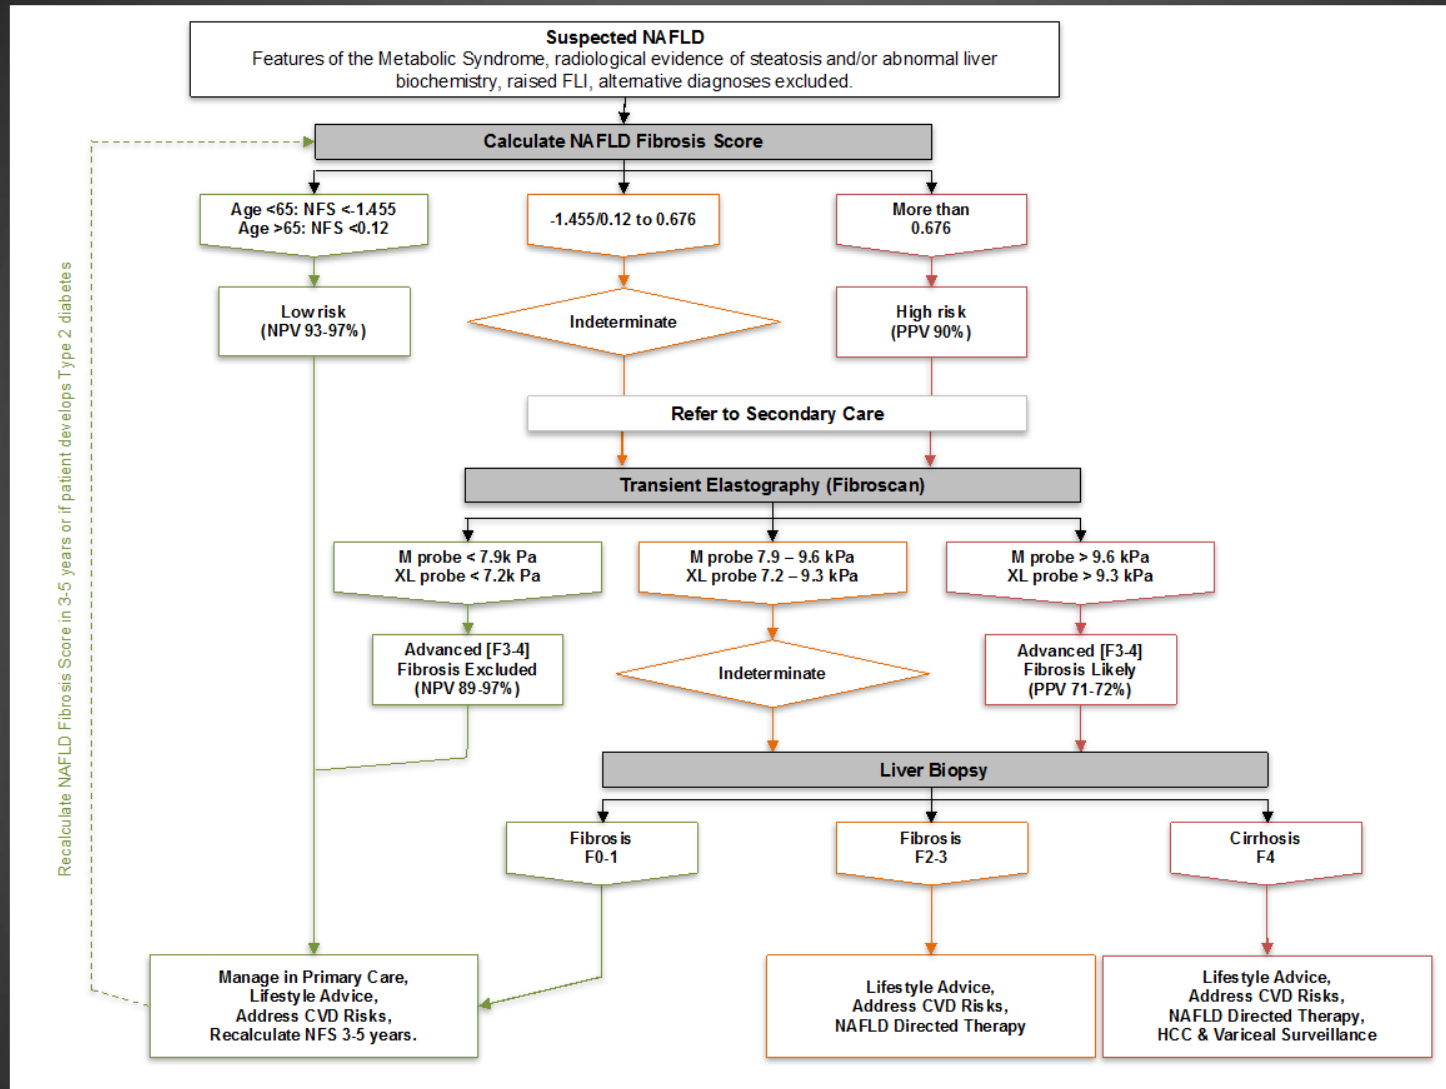 Suspected NAFLD
Features of the Metabolic Syndrome, radiological evidence of steatosis and/or abnormal liver
biochemistry, raised FLI, alternative diagnoses excluded.
Calculate NAFLD Fibrosis Score
Age <65: NFS <-1.455
Age >65: NFS <0.12
-1.455/0.12 to 0.676
More than
0.676
Low risk
(NPV 93-97%)
Indeterminate
High risk
(PPV 90%)
Refer to Secondary Care
Transient Elastography (Fibroscan)
M probe < 7.9k Pa
XL probe < 7.2k Pa
M probe 7.9 – 9.6 kPa
XL probe 7.2 – 9.3 kPa
M probe > 9.6 kPa
XL probe > 9.3 kPa
Advanced [F3-4]
Fibrosis Excluded
(NPV 89-97%)
Indeterminate
Advanced [F3-4]
Fibrosis Likely
(PPV 71-72%)
Liver Biopsy
Fibrosis
F0-1
Fibrosis
F2-3
Cirrhosis
F4
Manage in Primary Care,
Lifestyle Advice,
Address CVD Risks,
Recalculate NFS 3-5 years.
Lifestyle Advice,
Address CVD Risks,
NAFLD Directed Therapy
Lifestyle Advice,
Address CVD Risks,
NAFLD Directed Therapy,
HCC & Variceal Surveillance
Recalculate NAFLD Fibrosis Score in 3-5 years or if patient develops Type 2 diabetes